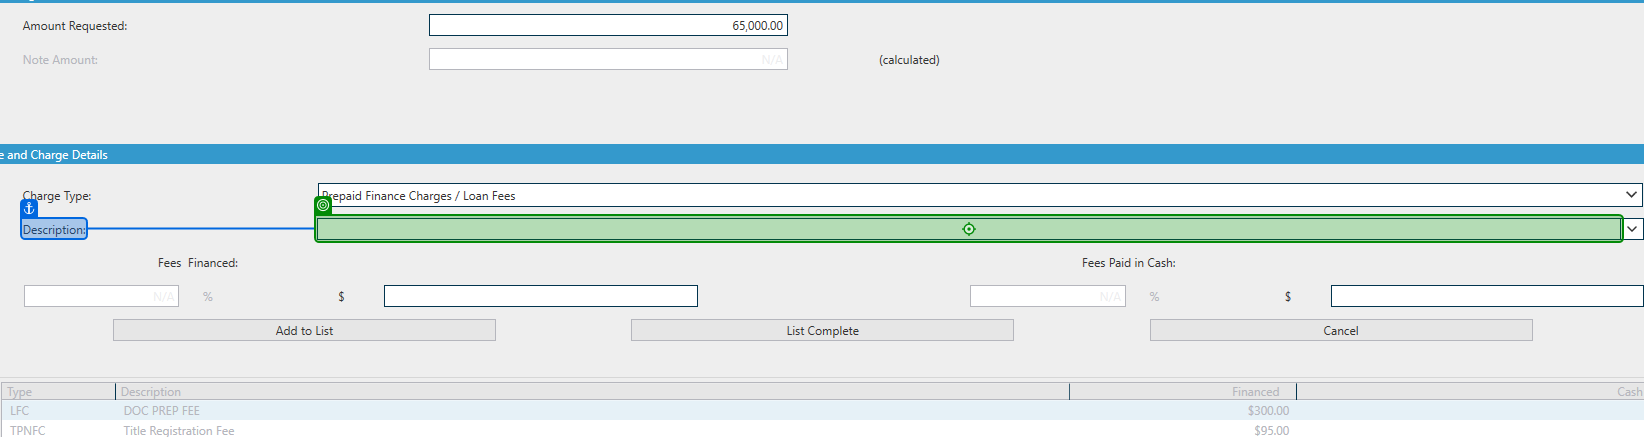 Amount Requested: 65,000.00
Note Amount: N/A (calculated)
e and Charge Details
Charge Type: Prepaid Finance Charges / Loan Fees
Description:
Fees Financed: Fees Paid in Cash:
N/A % $ N/A % $
Add to List List Complete Cancel
Type Description Financed Cash
LFC DOC PREP FEE $300.00
TPNFC Title Registration Fee $95.00